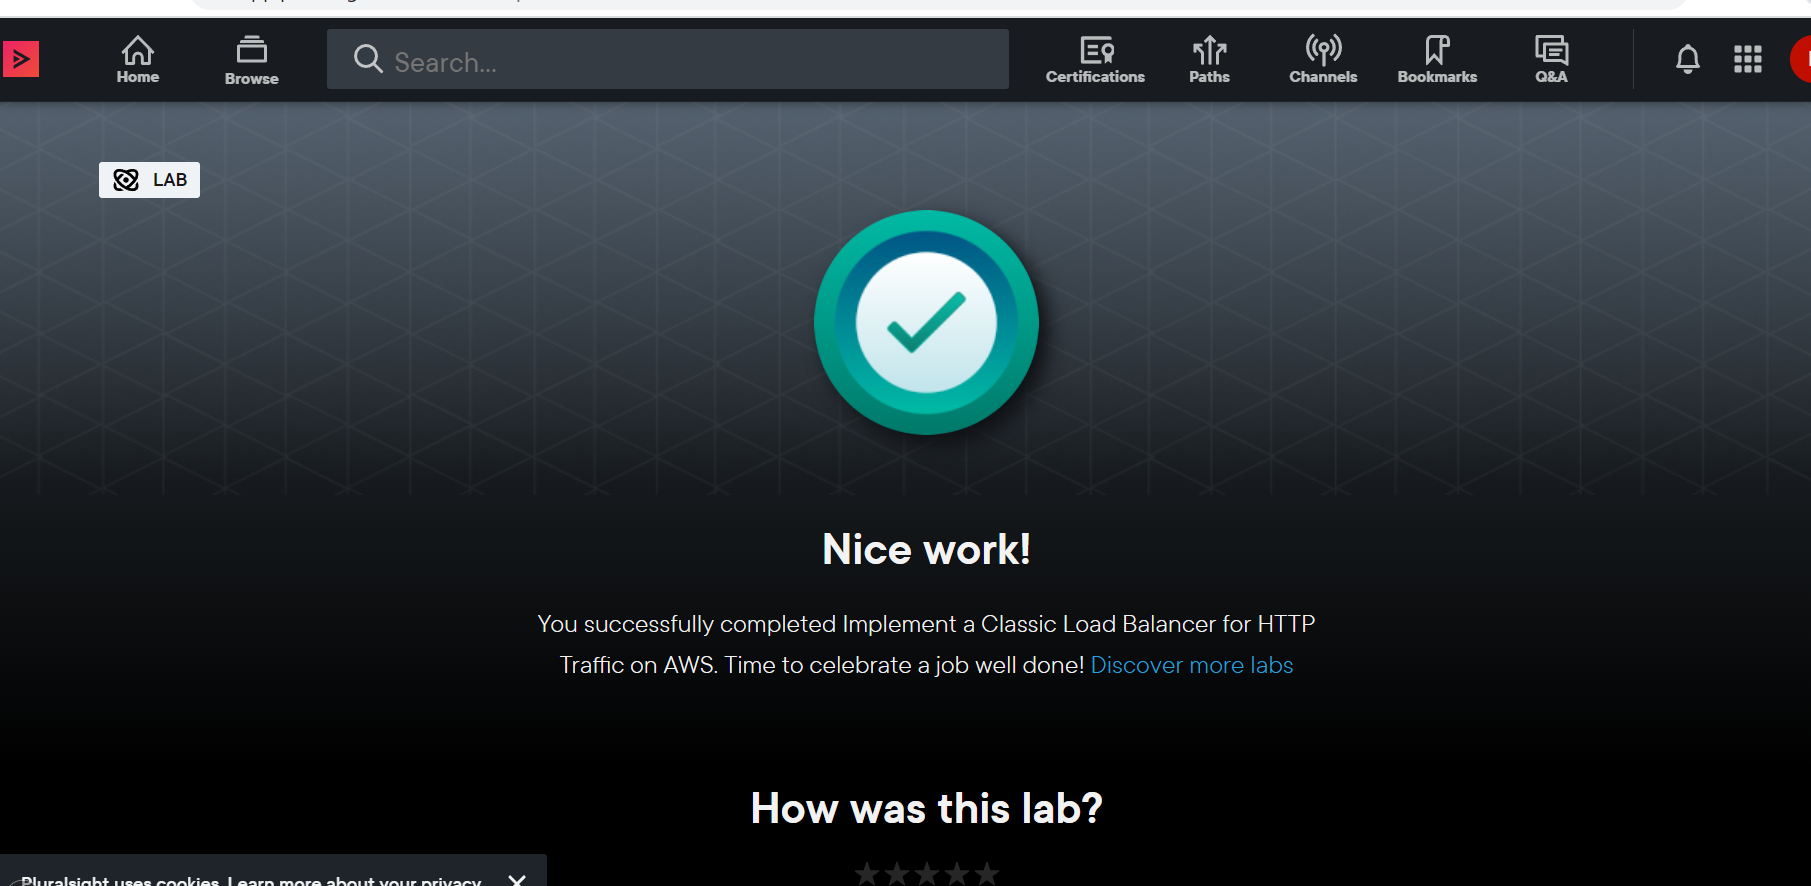 Home
Browse
Search...
Certifications
Paths
Channels
Bookmarks
Q&A
LAB
Nice work!
You successfully completed Implement a Classic Load Balancer for HTTP
Traffic on AWS. Time to celebrate a job well done! Discover more labs
How was this lab?
Pluralsight uses cookies. Learn more about your privacy